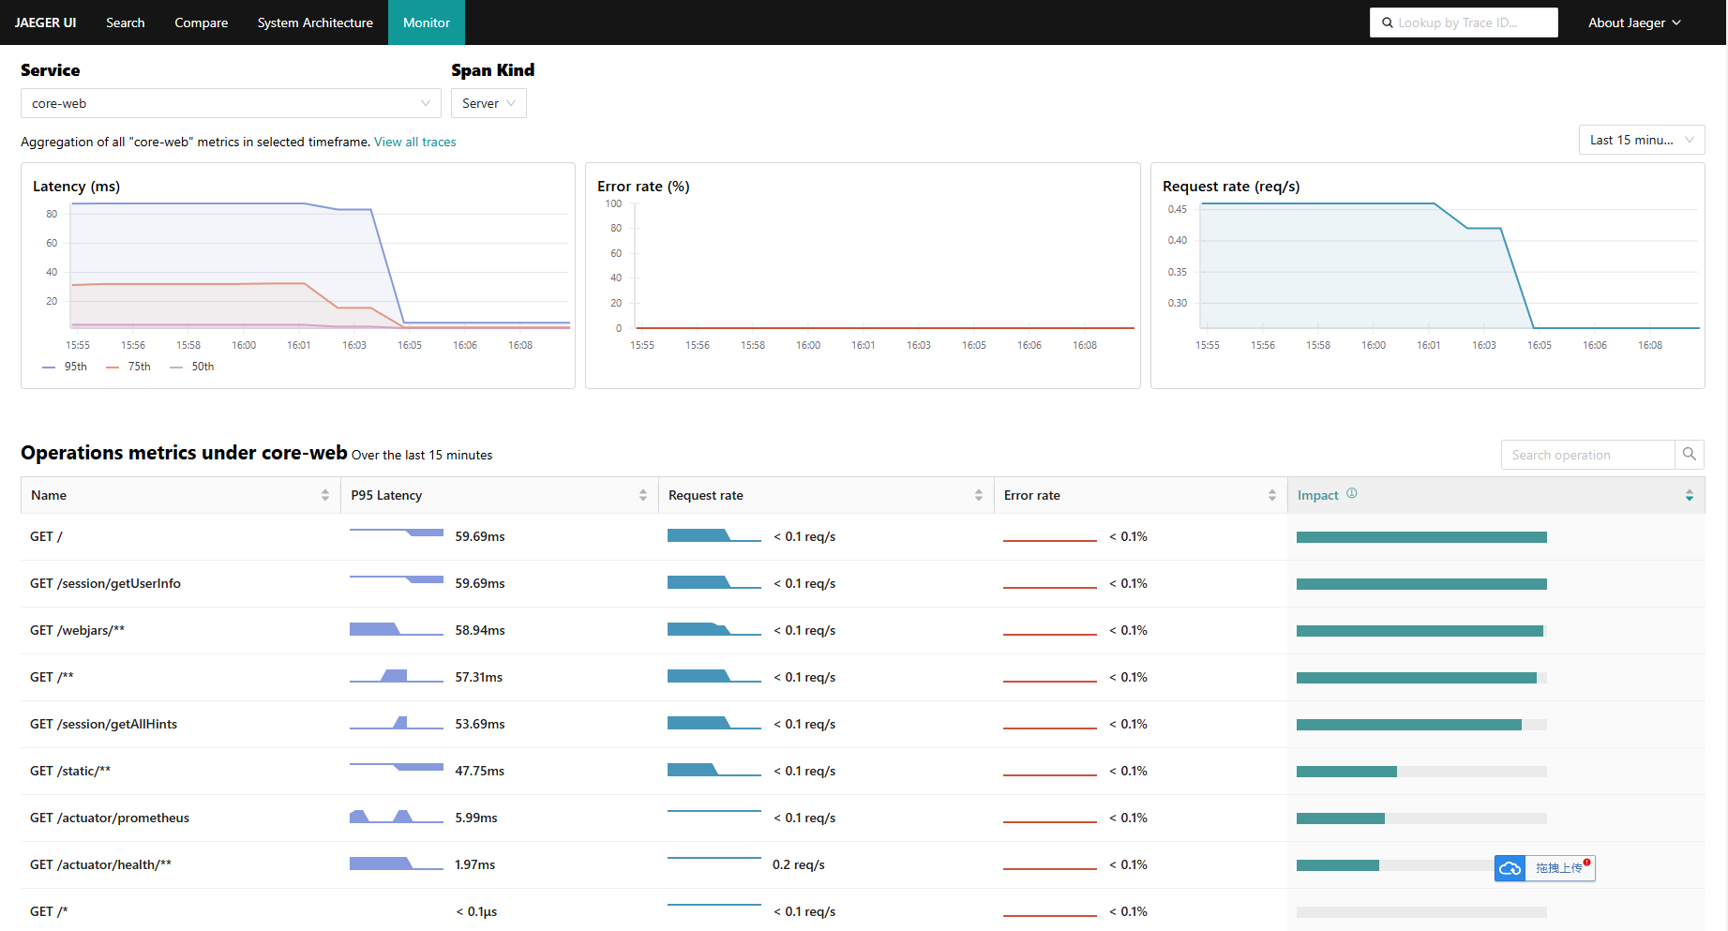 JAEGER UI Search Compare System Architecture Monitor Lookup by Trace ID... About Jaeger
Service Span Kind
core-web Server
Aggregation of all "core-web" metrics in selected timeframe. View all traces Last 15 minu...
Latency (ms)
80
60
40
20
15:55 15:56 15:58 16:00 16:01 16:03 16:05 16:06 16:08
95th 75th 50th
Error rate (%)
100
80
60
40
20
0
15:55 15:56 15:58 16:00 16:01 16:03 16:05 16:06 16:08
Request rate (req/s)
0.45
0.40
0.35
0.30
15:55 15:56 15:58 16:00 16:01 16:03 16:05 16:06 16:08
Operations metrics under core-web Over the last 15 minutes Search operation
Name P95 Latency Request rate Error rate Impact
GET / 59.69ms < 0.1 req/s < 0.1%
GET /session/getUserInfo 59.69ms < 0.1 req/s < 0.1%
GET /webjars/** 58.94ms < 0.1 req/s < 0.1%
GET /** 57.31ms < 0.1 req/s < 0.1%
GET /session/getAllHints 53.69ms < 0.1 req/s < 0.1%
GET /static/** 47.75ms < 0.1 req/s < 0.1%
GET /actuator/prometheus 5.99ms < 0.1 req/s < 0.1%
GET /actuator/health/** 1.97ms 0.2 req/s < 0.1%
拖拽上传
GET /* < 0.1μs < 0.1 req/s < 0.1%